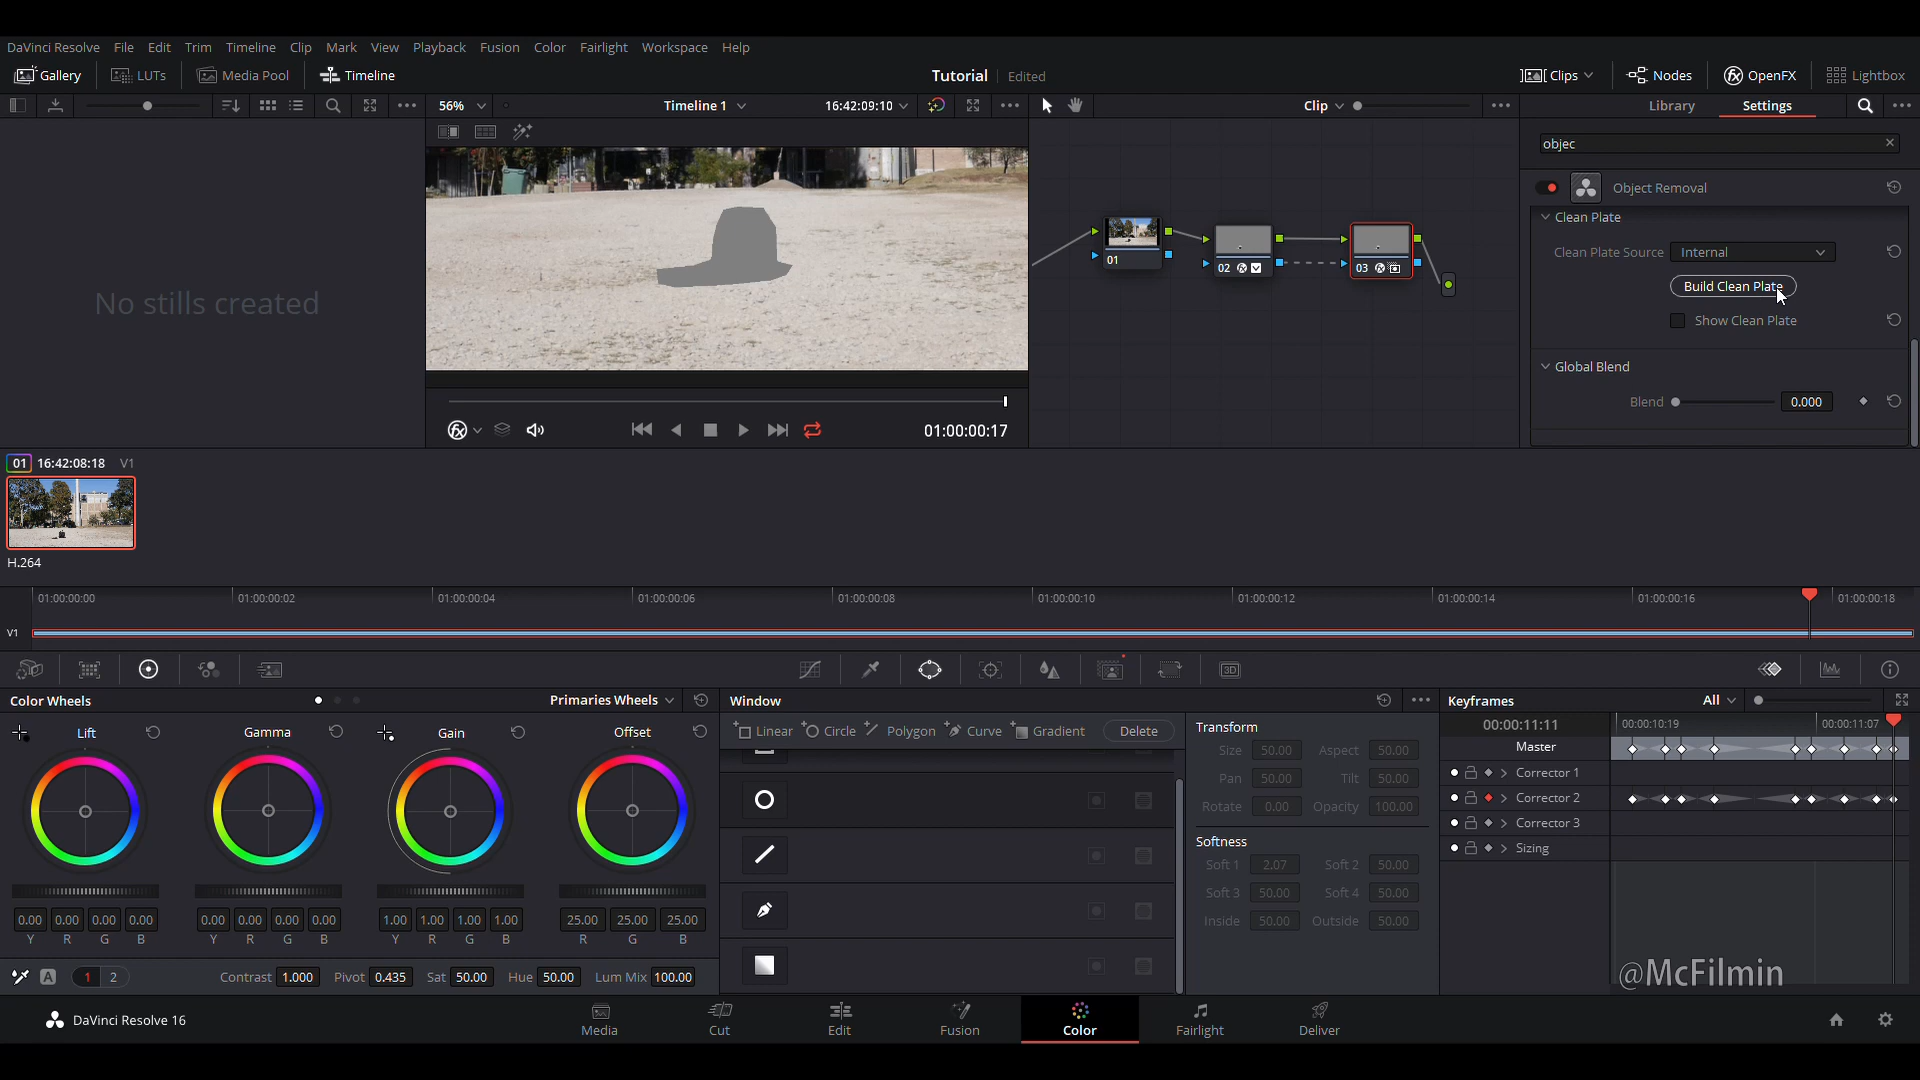 DaVinci Resolve File Edit Trim Timeline Clip Mark View Playback Fusion Color Fairlight Workspace Help
Gallery LUTs Media Pool Timeline Tutorial Edited Clips Nodes OpenFX Lightbox
56% Timeline 1 16:42:09:10 Clip Library Settings
objec
Object Removal
Clean Plate
Clean Plate Source Internal
Build Clean Plate
Show Clean Plate
Global Blend
Blend 0.000
No stills created
01
02
03
01:00:00:17
01 16:42:08:18 V1
H.264
01:00:00:00 01:00:00:02 01:00:00:04 01:00:00:06 01:00:00:08 01:00:00:10 01:00:00:12 01:00:00:14 01:00:00:16 01:00:00:18
V1
3D
Color Wheels Primaries Wheels
Lift Gamma Gain Offset
0.00 0.00 0.00 0.00 0.00 0.00 0.00 0.00 1.00 1.00 1.00 1.00 25.00 25.00 25.00
Y R G B Y R G B Y R G B R G B
A 1 2 Contrast 1.000 Pivot 0.435 Sat 50.00 Hue 50.00 Lum Mix 100.00
Window
Linear Circle Polygon Curve Gradient Delete
Transform
Size 50.00 Aspect 50.00
Pan 50.00 Tilt 50.00
Rotate 0.00 Opacity 100.00
Softness
Soft 1 2.07 Soft 2 50.00
Soft 3 50.00 Soft 4 50.00
Inside 50.00 Outside 50.00
Keyframes All
00:00:11:11 00:00:10:19 00:00:11:07
Master
Corrector 1
Corrector 2
Corrector 3
Sizing
@McFilmin
DaVinci Resolve 16
Media Cut Edit Fusion Color Fairlight Deliver